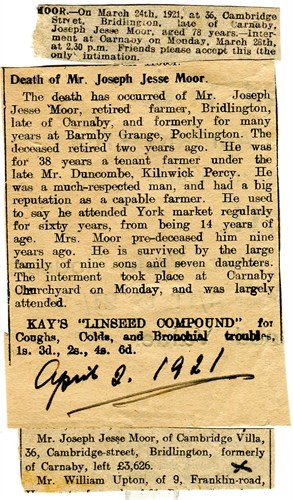 MOOR.—On March 24th, 1921, at 36, Cambridge
Street, Bridlington, late of Carnaby,
Joseph Jesse Moor, aged 78 years.—Inter-
ment at Carnaby on Monday, March 28th,
at 2.30 p.m. Friends please accept this (the
only) intimation.
Death of Mr. Joseph Jesse Moor.
The death has occurred of Mr. Joseph
Jesse Moor, retired farmer, Bridlington,
late of Carnaby, and formerly for many
years at Barmby Grange, Pocklington. The
deceased retired two years ago. He was
for 38 years a tenant farmer under the
late Mr. Duncombe, Kilnwick Percy. He
was a much-respected man, and had a big
reputation as a capable farmer. He used
to say he attended York market regularly
for sixty years, from being 14 years of
age. Mrs. Moor pre-deceased him nine
years ago. He is survived by the large
family of nine sons and seven daughters.
The interment took place at Carnaby
Churchyard on Monday, and was largely
attended.
KAY'S "LINSEED COMPOUND" for
Coughs, Colds, and Bronchial troubles,
1s. 3d., 2s. 4s. 6d.
April 2. 1921
Mr. Joseph Jesse Moor, of Cambridge Villa,
36, Cambridge-street, Bridlington, formerly
of Carnaby, left £3,626. x
Mr. William Upton, of 9, Franklin-road,